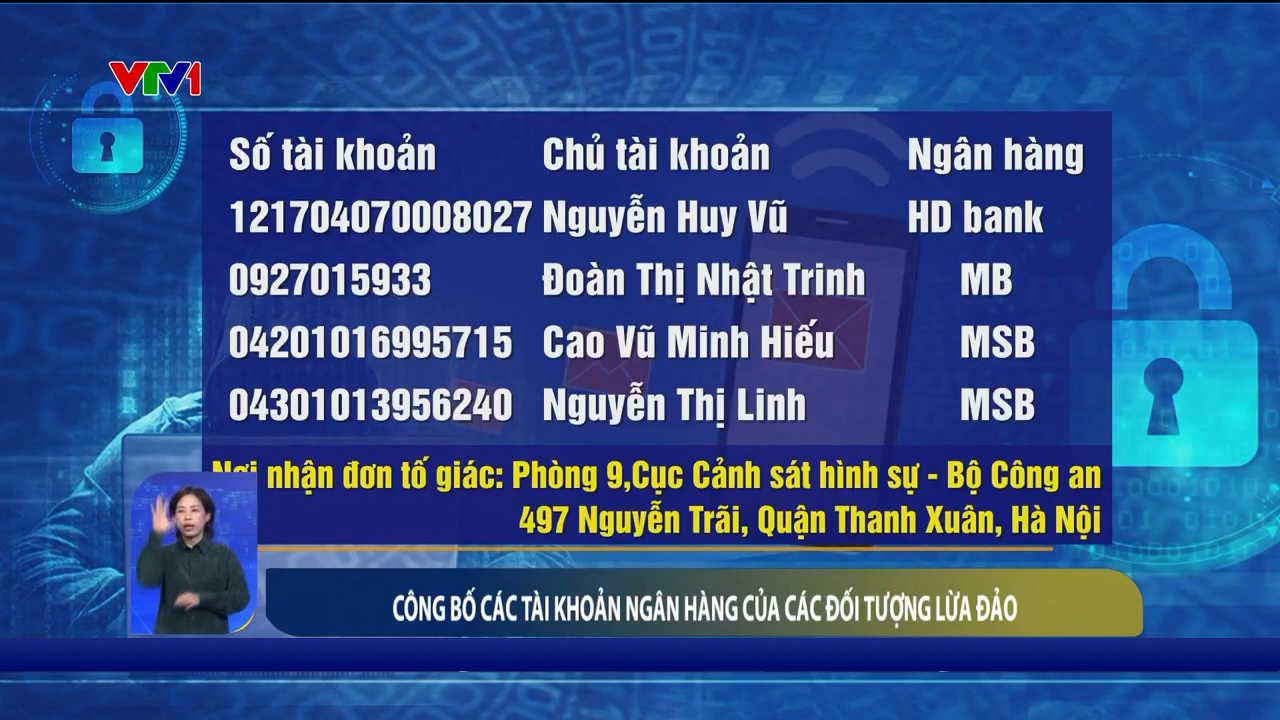 VTV1
Số tài khoản Chủ tài khoản Ngân hàng
121704070008027 Nguyễn Huy Vũ HD bank
0927015933 Đoàn Thị Nhật Trinh MB
04201016995715 Cao Vũ Minh Hiếu MSB
04301013956240 Nguyễn Thị Linh MSB
Nơi nhận đơn tố giác: Phòng 9,Cục Cảnh sát hình sự - Bộ Công an
497 Nguyễn Trãi, Quận Thanh Xuân, Hà Nội
CÔNG BỐ CÁC TÀI KHOẢN NGÂN HÀNG CỦA CÁC ĐỐI TƯỢNG LỪA ĐẢO